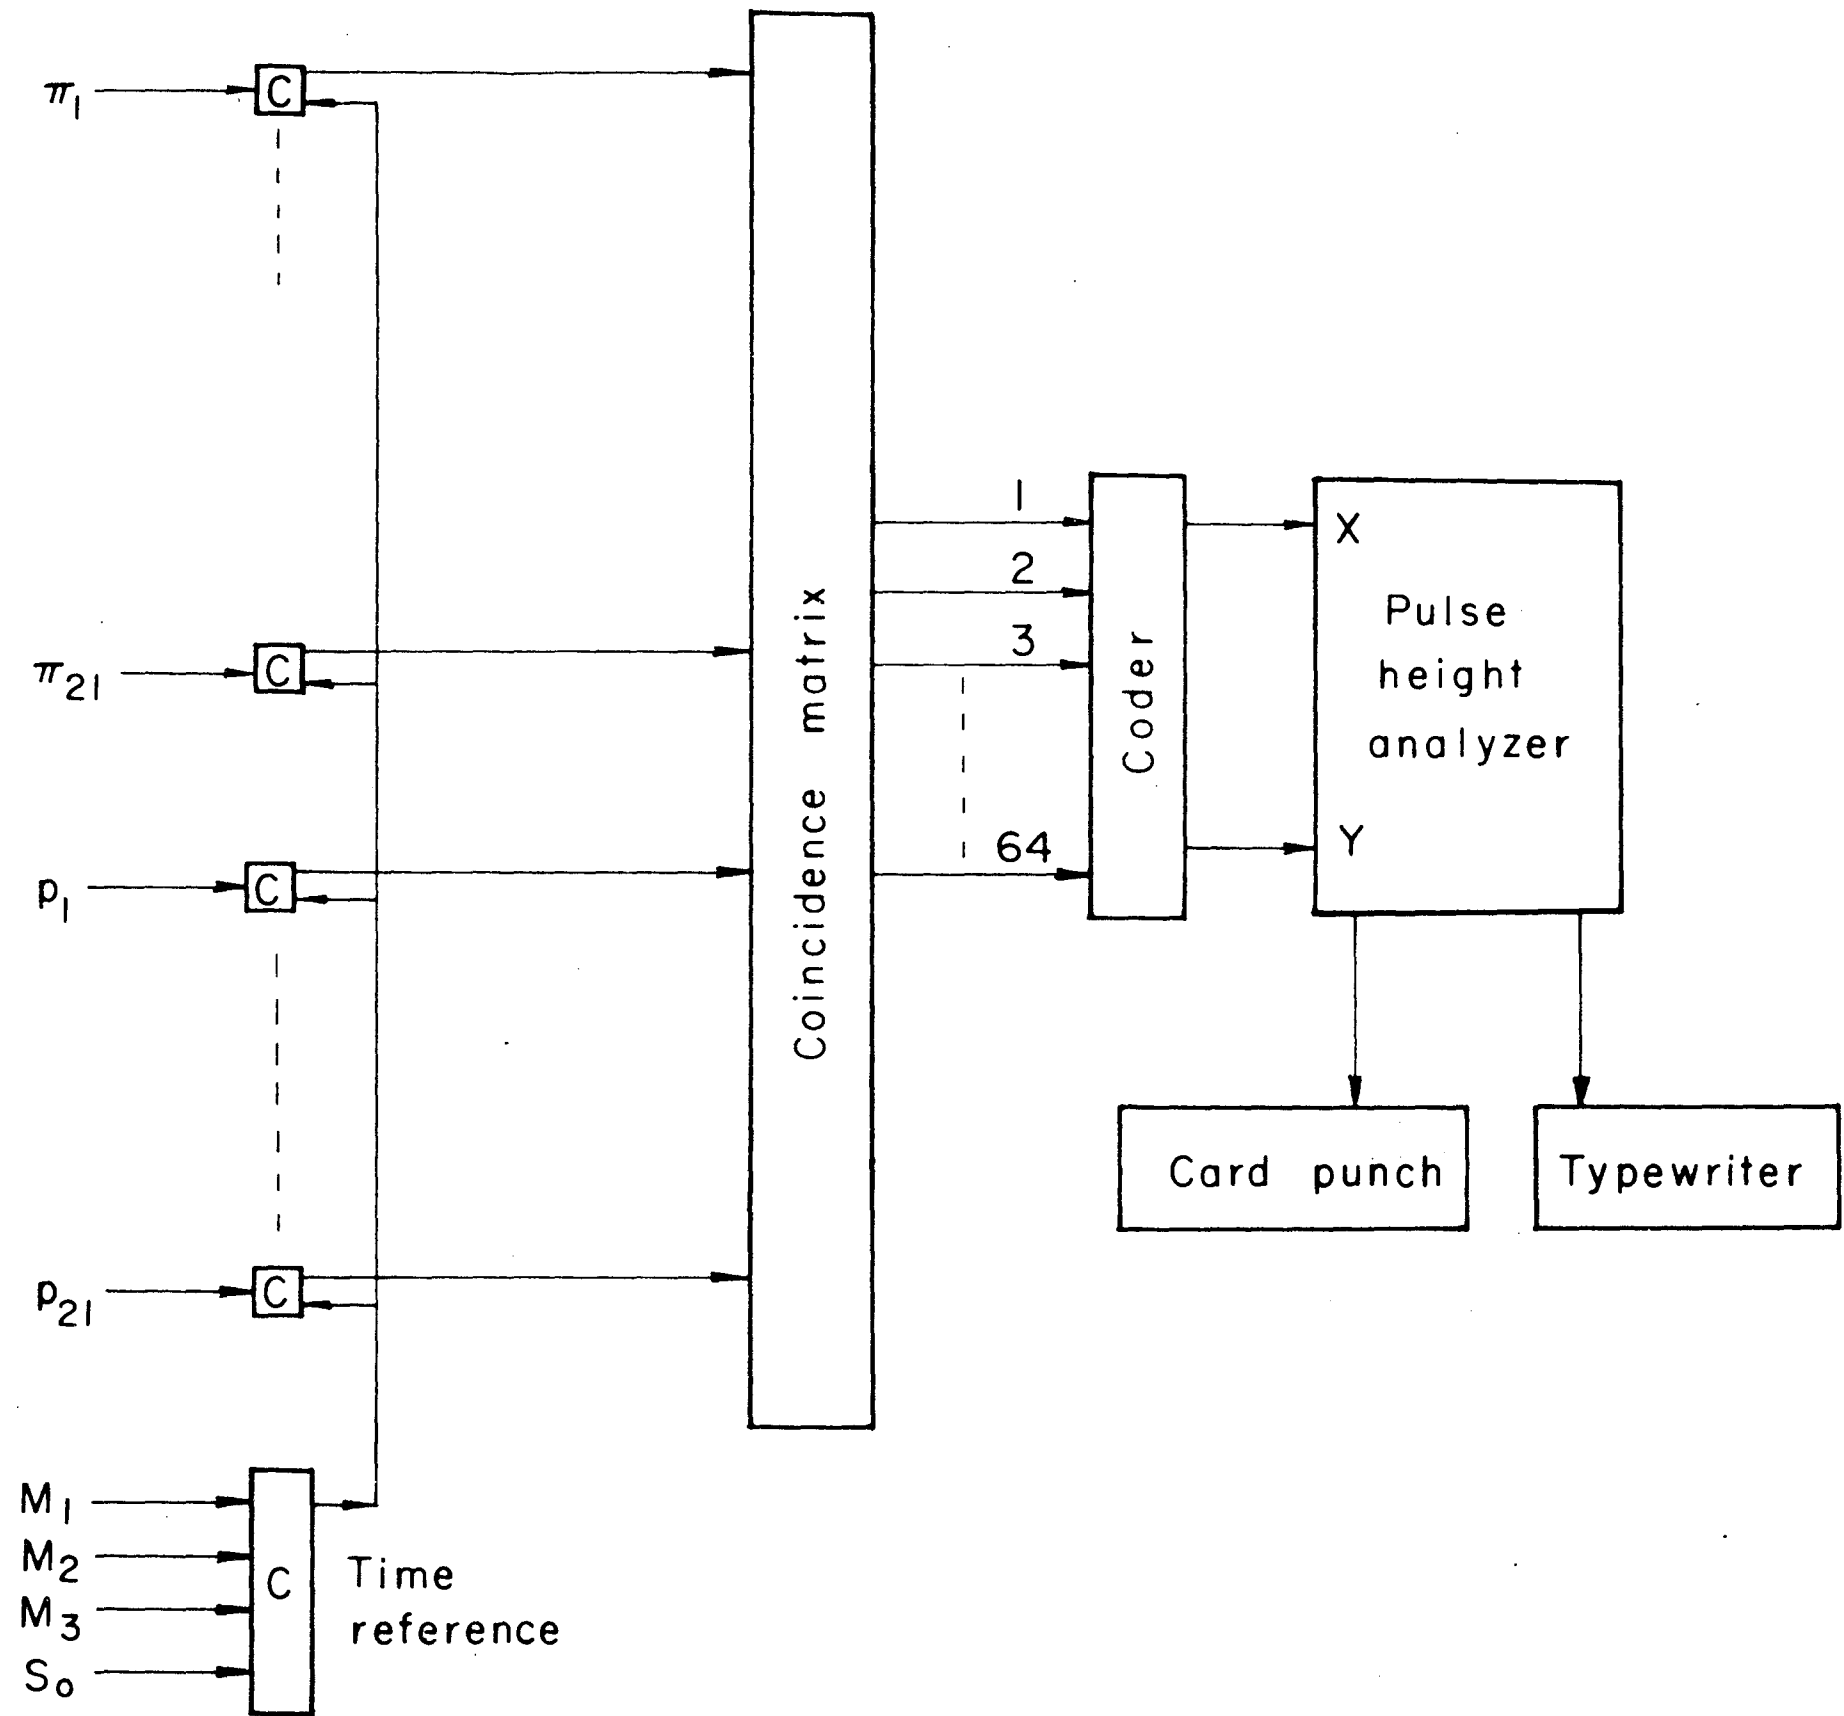 π₁
C
π₂₁
C
p₁
C
p₂₁
C
M₁
M₂
M₃
S₀
C
Time
reference
Coincidence matrix
1
2
3
64
Coder
X
Y
Pulse
height
analyzer
Card punch
Typewriter